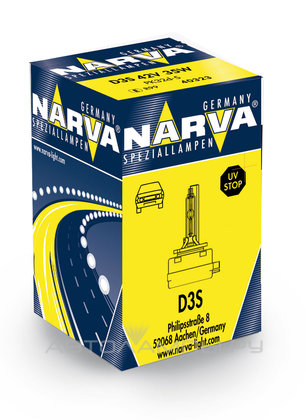 D3S 42V 35W
PK32d-5
40323
GERMANY
NARVA
SPEZIALLAMPEN
www.narva-light.com
GERMANY
NARVA
SPEZIALLAMPEN
UV
STOP
D3S
Philipsstraße 8
52068 Aachen/Germany
www.narva-light.com